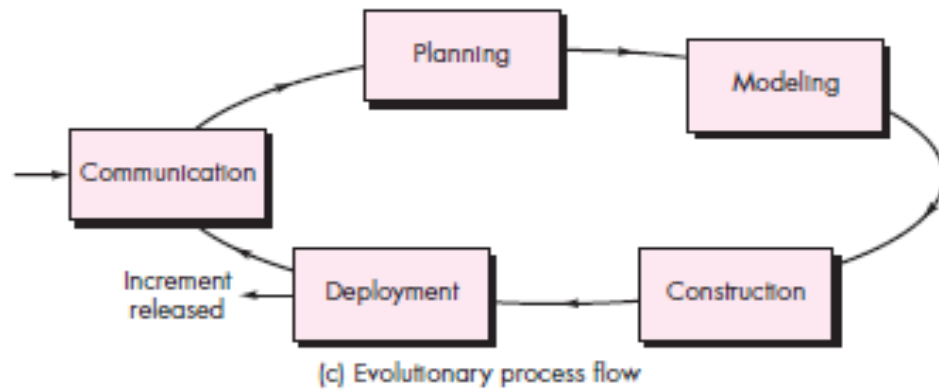 Planning
Modeling
Communication
Increment
released
Deployment
Construction
(c) Evolutionary process flow